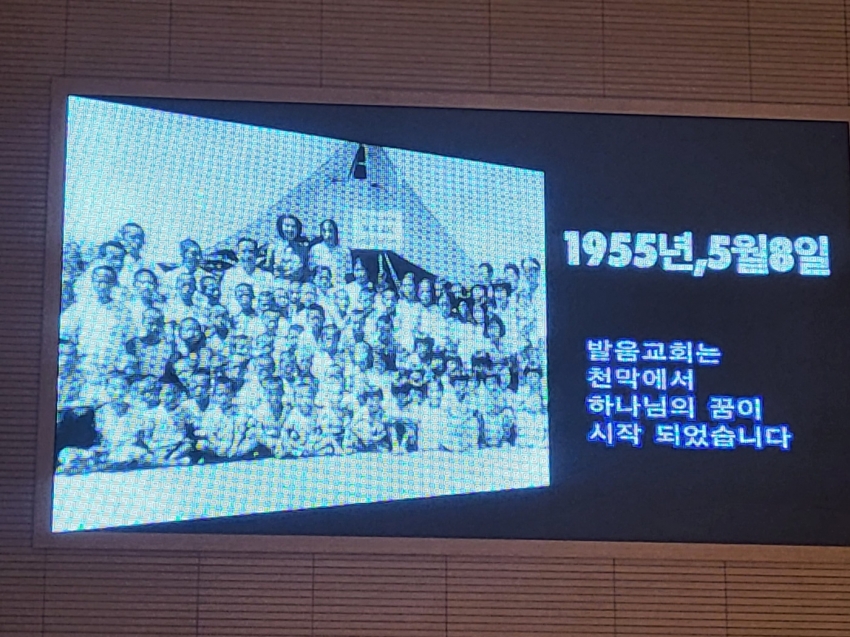 1955년,5월8일
발음교회는
천막에서
하나님의 꿈이
시작 되었습니다